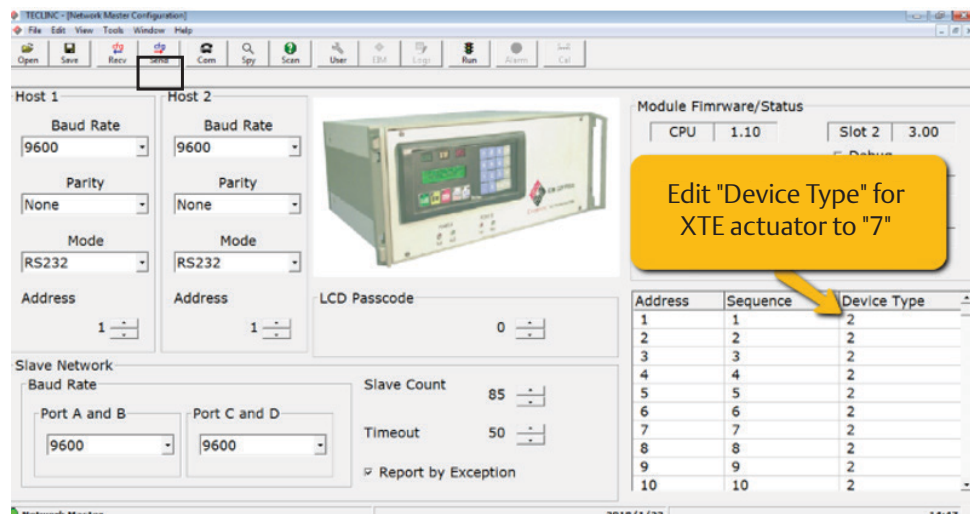 TECLINC - [Network Master Configuration]
File Edit View Tools Window Help
Open Save Recv Send Com Spy Scan User EIM Logs Run Alarm Cal
Host 1
Baud Rate
9600
Parity
None
Mode
RS232
Address
1
Host 2
Baud Rate
9600
Parity
None
Mode
RS232
Address
1
LCD Passcode
0
Module Fimrware/Status
CPU 1.10 Slot 2 3.00
Debug
Edit "Device Type" for
XTE actuator to "7"
Address Sequence Device Type
1 1 2
2 2 2
3 3 2
4 4 2
5 5 2
6 6 2
7 7 2
8 8 2
9 9 2
10 10 2
Slave Network
Baud Rate
Port A and B
9600
Port C and D
9600
Slave Count 85
Timeout 50
Report by Exception
Network Master
14:47